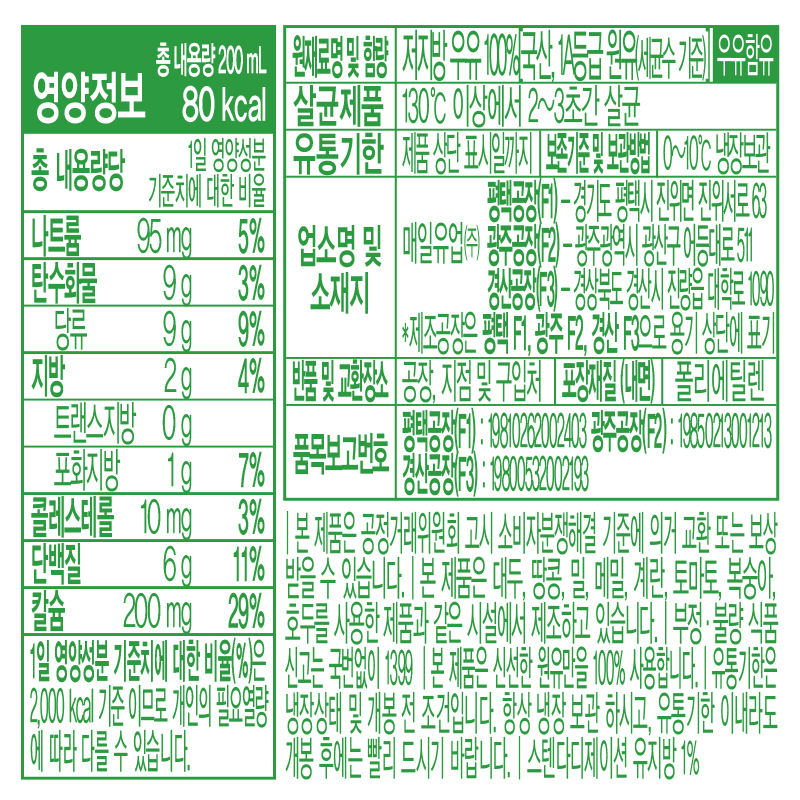 영양정보
총 내용량 200 mL
80 kcal
총 내용량당
1일 영양성분
기준치에 대한 비율
나트륨 95 mg 5%
탄수화물 9 g 3%
당류 9 g 9%
지방 2 g 4%
트랜스지방 0 g
포화지방 1 g 7%
콜레스테롤 10 mg 3%
단백질 6 g 11%
칼슘 200 mg 29%
1일 영양성분 기준치에 대한 비율(%)은
2,000 kcal 기준 이므로 개인의 필요열량
에 따라 다를 수 있습니다.
원재료명 및 함량 저지방 우유 100%[국산, 1A등급 원유(세균수 기준)] 우유함유
살균제품 130℃ 이상에서 2~3초간 살균
유통기한 제품 상단 표시일까지 보존기준 및 보관방법 0~10℃ 냉장보관
업소명 및
소재지
매일유업㈜
평택공장(F1) – 경기도 평택시 진위면 진위서로 63
광주공장(F2) – 광주광역시 광산구 어등대로 511
경산공장(F3) – 경상북도 경산시 진량읍 대학로 1090
*제조공장은 평택 F1, 광주 F2, 경산 F3으로 용기 상단에 표기
반품 및 교환장소 공장, 지점 및 구입처 포장재질 (내면) 폴리에틸렌
품목보고번호
평택공장(F1) : 19810262002403 광주공장(F2) : 19850213001213
경산공장(F3) : 19800532002193
| 본 제품은 공정거래위원회 고시 소비자분쟁해결 기준에 의거 교환 또는 보상
받을 수 있습니다. | 본 제품은 대두, 땅콩, 밀, 메밀, 계란, 토마토, 복숭아,
호두를 사용한 제품과 같은 시설에서 제조하고 있습니다. | 부정·불량 식품
신고는 국번없이 1399 | 본 제품은 신선한 원유만을 100% 사용합니다. | 유통기한은
냉장상태 및 개봉 전 조건입니다. 항상 냉장 보관 하시고, 유통기한 이내라도
개봉 후에는 빨리 드시기 바랍니다. | 스텐다디제이션 유지방 1%